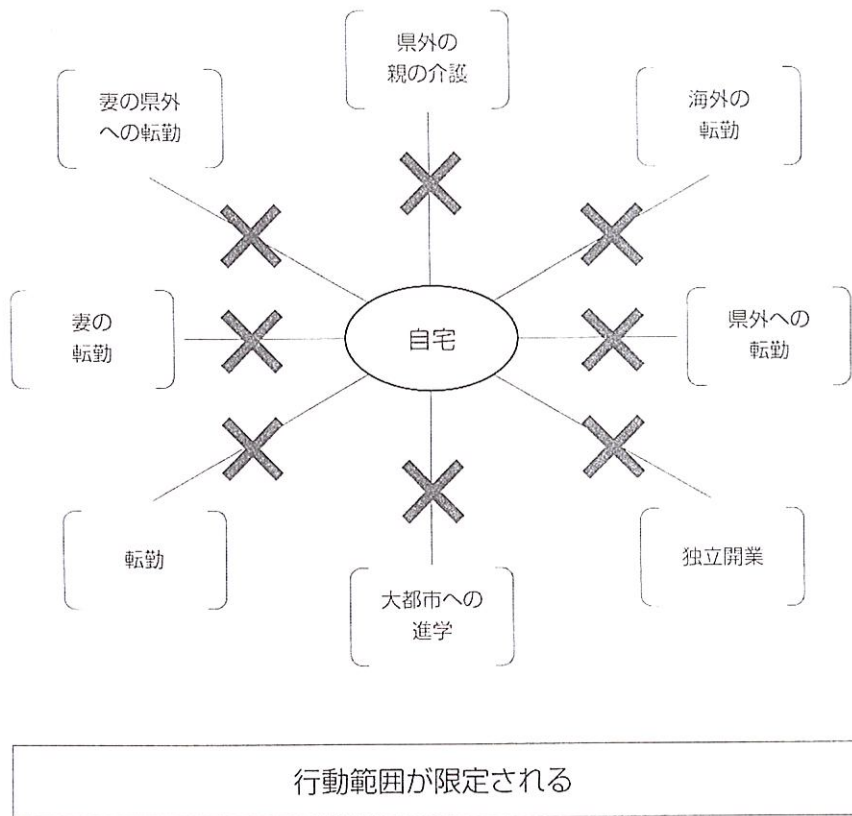 県外の
親の介護
妻の県外
への転勤
海外の
転勤
妻の
転勤
自宅
県外への
転勤
転勤
大都市への
進学
独立開業
行動範囲が限定される